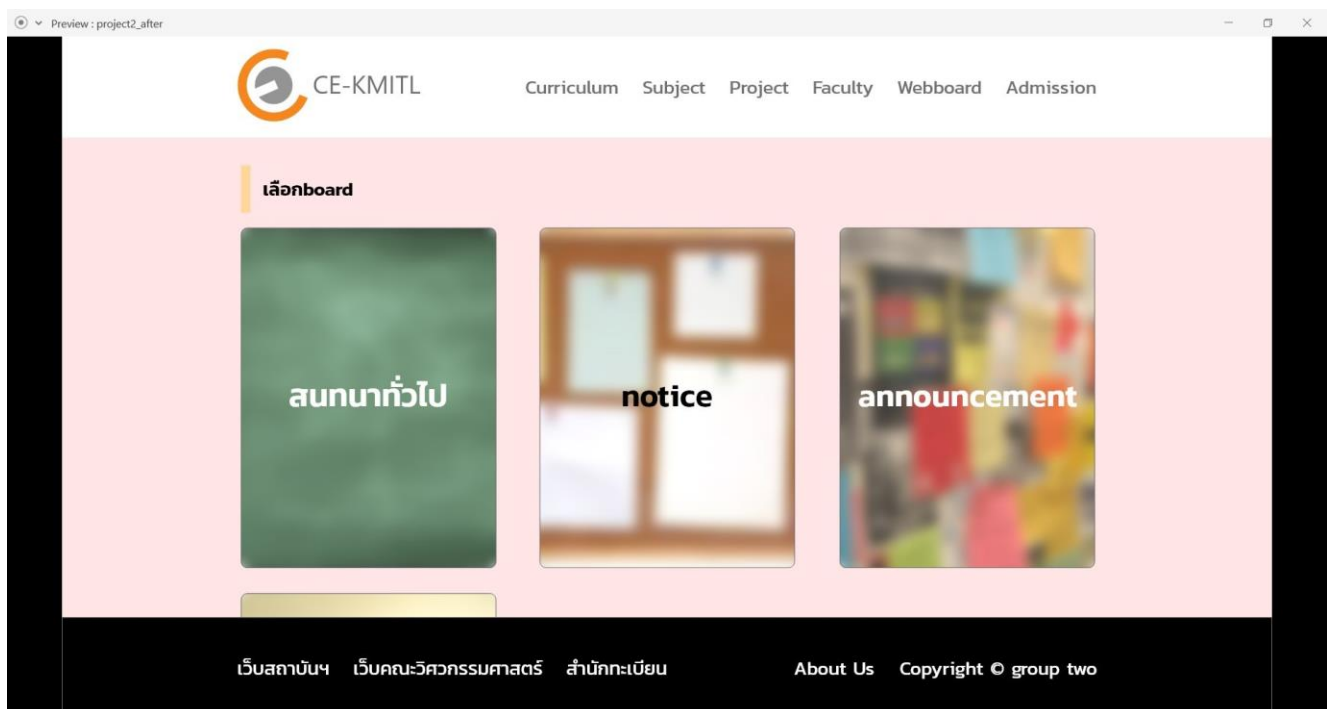 Preview : project2_after
CE-KMITL
Curriculum Subject Project Faculty Webboard Admission
เลือกboard
สนทนาทั่วไป
notice
announcement
เว็บสถาบันฯ เว็บคณะวิศวกรรมศาสตร์ สำนักทะเบียน
About Us Copyright © group two